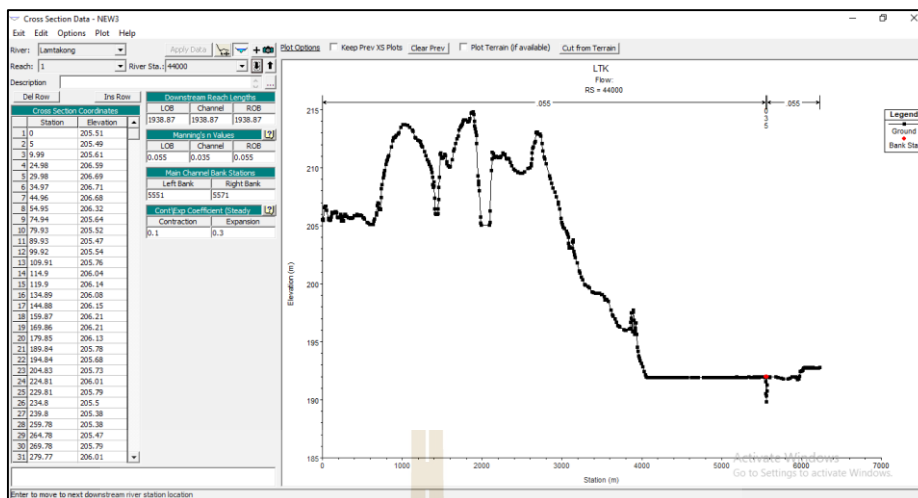 Cross Section Data - NEW3
Exit Edit Options Plot Help
River: Lamtakong Apply Data Plot Options Keep Prev XS Plots Clear Prev Plot Terrain (if available) Cut from Terrain
Reach: 1 River Sta.: 44000
Description ...
Del Row Ins Row
Cross Section Coordinates
Station Elevation
1 0 205.51
2 5 205.49
3 9.99 205.61
4 24.98 206.59
5 29.98 206.69
6 34.97 206.71
7 44.96 206.68
8 54.95 206.32
9 74.94 205.64
10 79.93 205.52
11 89.93 205.47
12 99.92 205.54
13 109.91 205.76
14 114.9 206.04
15 119.9 206.14
16 134.89 206.08
17 144.88 206.15
18 159.87 206.21
19 169.86 206.21
20 179.85 206.13
21 189.84 205.78
22 194.84 205.68
23 204.83 205.73
24 224.81 206.01
25 229.81 205.79
26 234.8 205.5
27 239.8 205.38
28 259.78 205.38
29 264.78 205.47
30 269.78 205.79
31 279.77 206.01
Downstream Reach Lengths
LOB Channel ROB
1938.87 1938.87 1938.87
Manning's n Values ?
LOB Channel ROB
0.055 0.035 0.055
Main Channel Bank Stations
Left Bank Right Bank
5551 5571
Cont\Exp Coefficient (Steady ?
Contraction Expansion
0.1 0.3
LTK
Flow:
RS = 44000
.055
.035
.055
Legend
Ground
Bank Sta
Elevation (m)
215
210
205
200
195
190
185
0 1000 2000 3000 4000 5000 6000 7000
Station (m)
Activate Windows
Go to Settings to activate Windows.
Enter to move to next downstream river station location